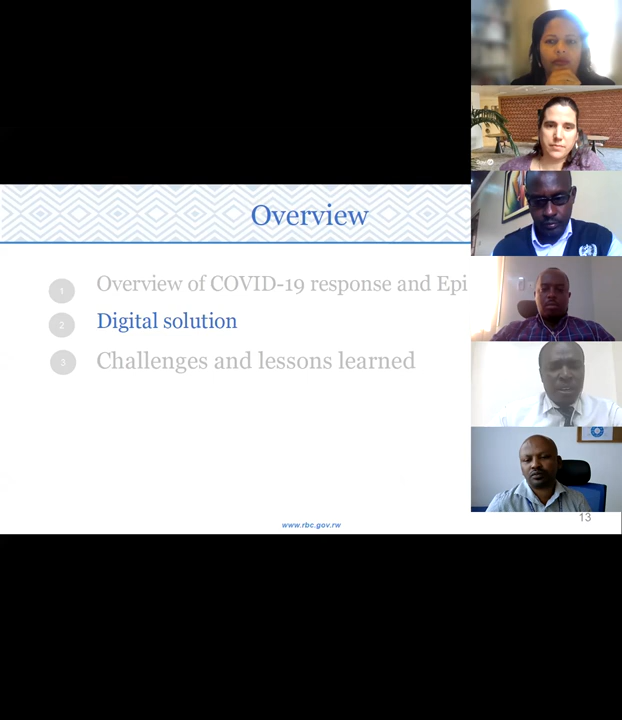 Overview
1 Overview of COVID-19 response and Epi
2 Digital solution
3 Challenges and lessons learned
www.rbc.gov.rw
13